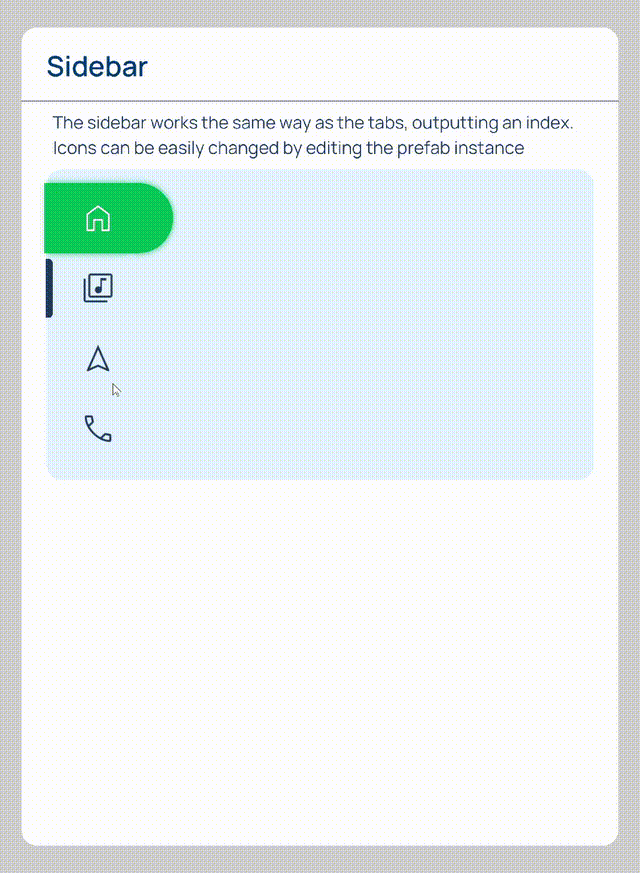 Sidebar
The sidebar works the same way as the tabs, outputting an index.
Icons can be easily changed by editing the prefab instance